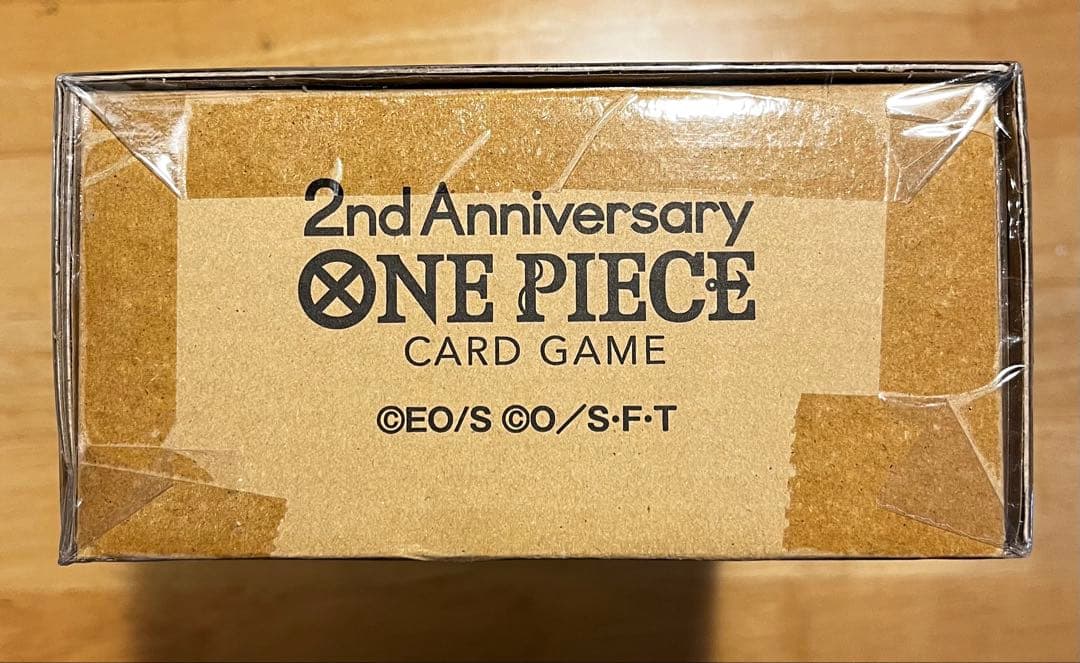 2nd Anniversary
ONE PIECE
CARD GAME
©EO/S ©O／S・F・T